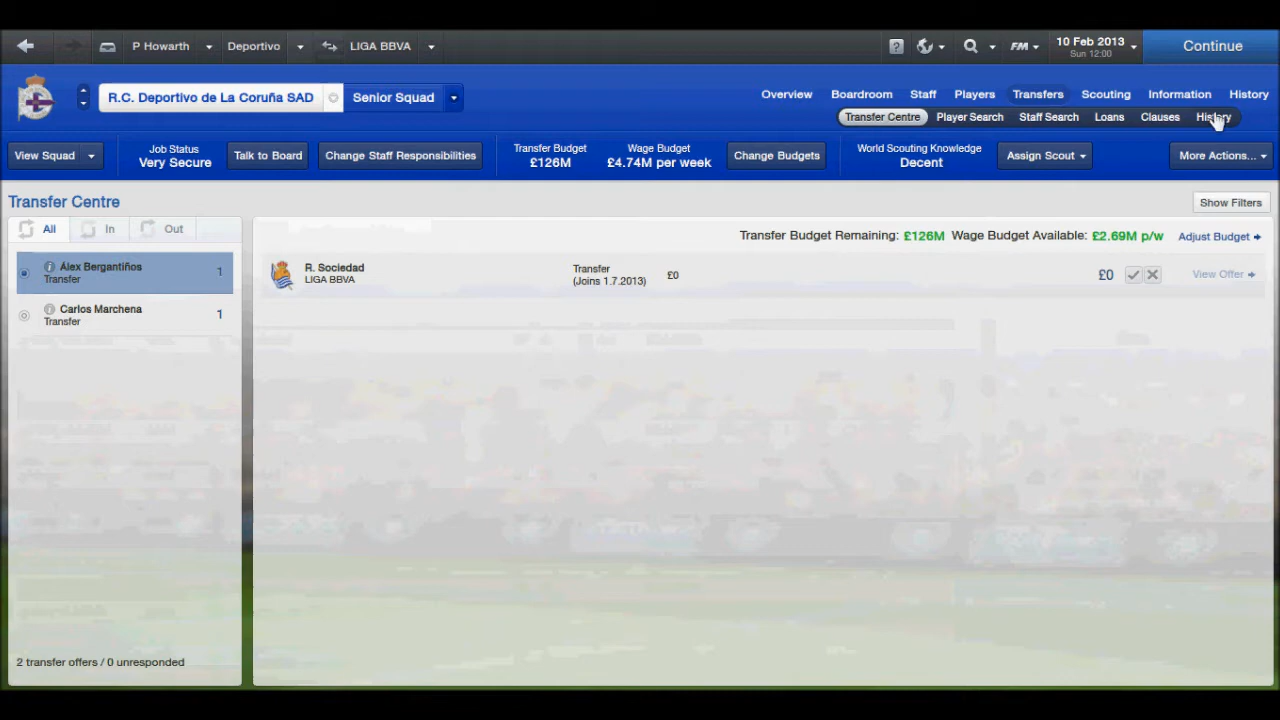 P Howarth Deportivo LIGA BBVA ? FM 10 Feb 2013 Sun 12:00 Continue
R.C. Deportivo de La Coruña SAD Senior Squad
Overview Boardroom Staff Players Transfers Scouting Information History
Transfer Centre Player Search Staff Search Loans Clauses History
View Squad Job Status Very Secure Talk to Board Change Staff Responsibilities Transfer Budget £126M Wage Budget £4.74M per week Change Budgets World Scouting Knowledge Decent Assign Scout More Actions...
Transfer Centre Show Filters
All In Out
Transfer Budget Remaining: £126M Wage Budget Available: £2.69M p/w Adjust Budget
Álex Bergantiños 1
Transfer
R. Sociedad
LIGA BBVA
Transfer
(Joins 1.7.2013)
£0 £0 View Offer
Carlos Marchena 1
Transfer
2 transfer offers / 0 unresponded